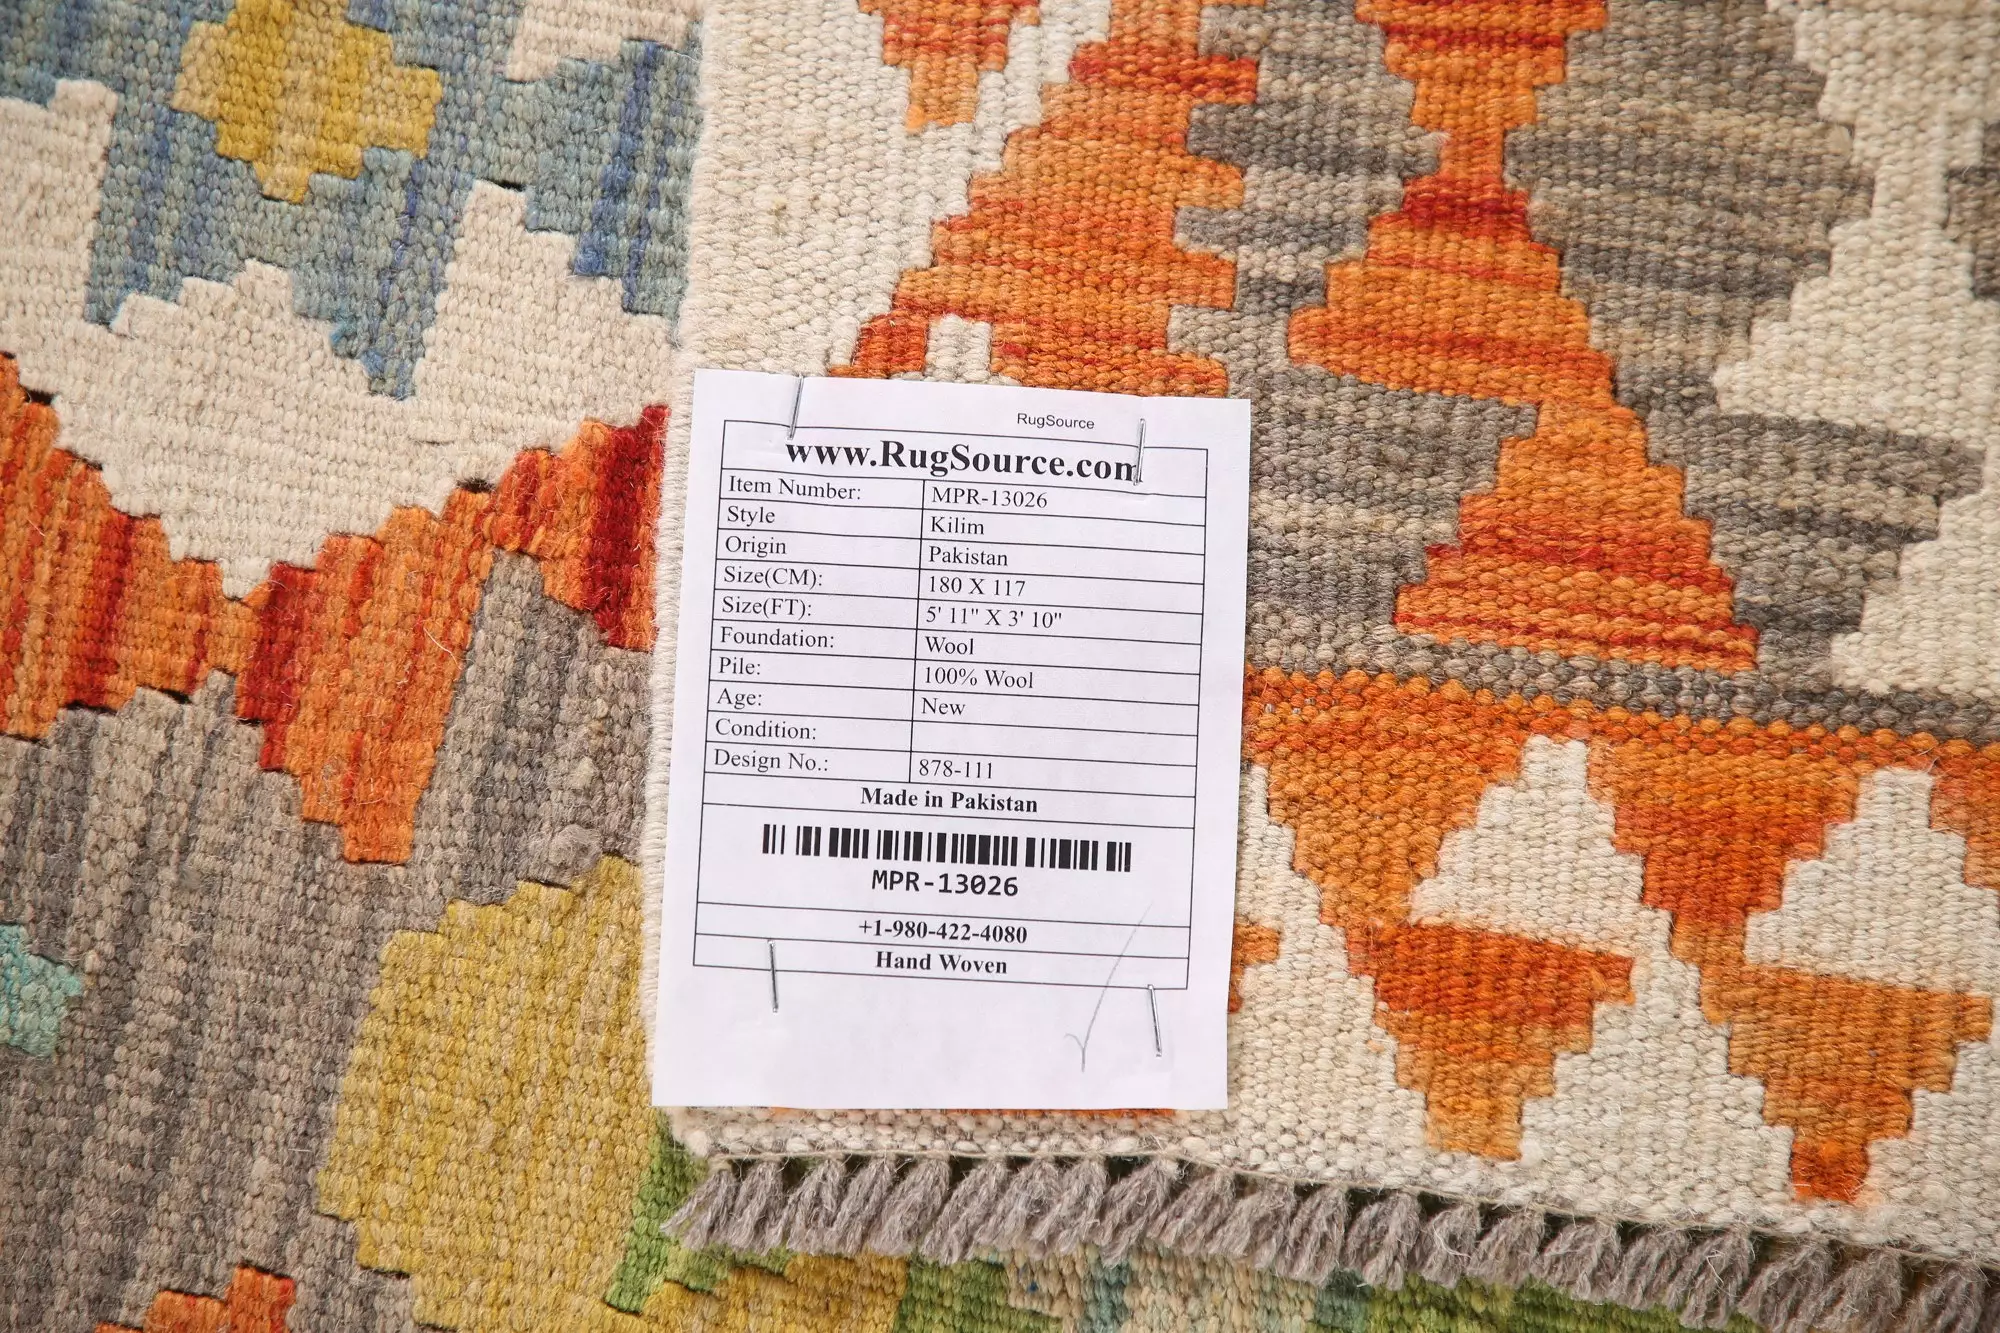 RugSource
www.RugSource.com
Item Number: MPR-13026
Style Kilim
Origin Pakistan
Size(CM): 180 X 117
Size(FT): 5' 11" X 3' 10"
Foundation: Wool
Pile: 100% Wool
Age: New
Condition:
Design No.: 878-111
Made in Pakistan
MPR-13026
+1-980-422-4080
Hand Woven